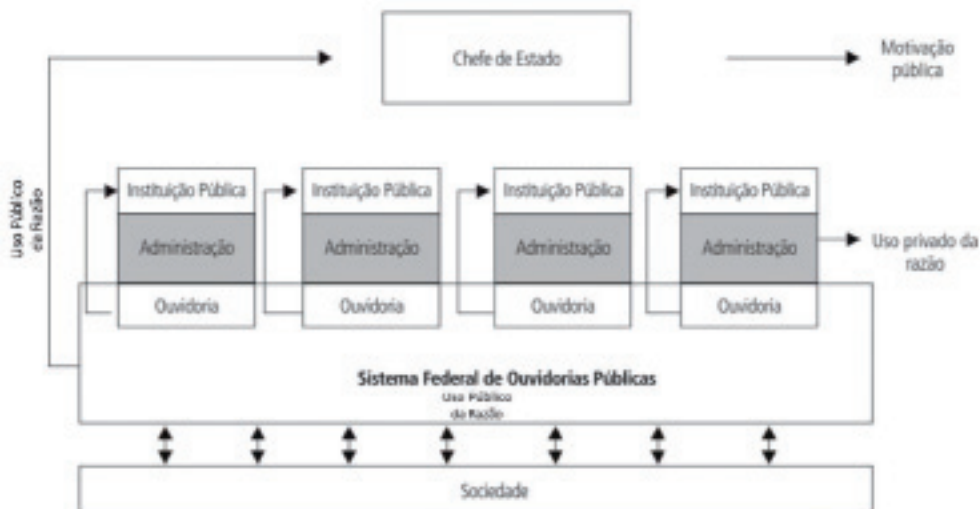 Chefe de Estado
Motivação
pública
Uso Público
da Razão
Instituição Pública
Instituição Pública
Instituição Pública
Instituição Pública
Administração
Administração
Administração
Administração
Uso privado da
razão
Ouvidoria
Ouvidoria
Ouvidoria
Ouvidoria
Sistema Federal de Ouvidorias Públicas
Uso Público
da Razão
Sociedade